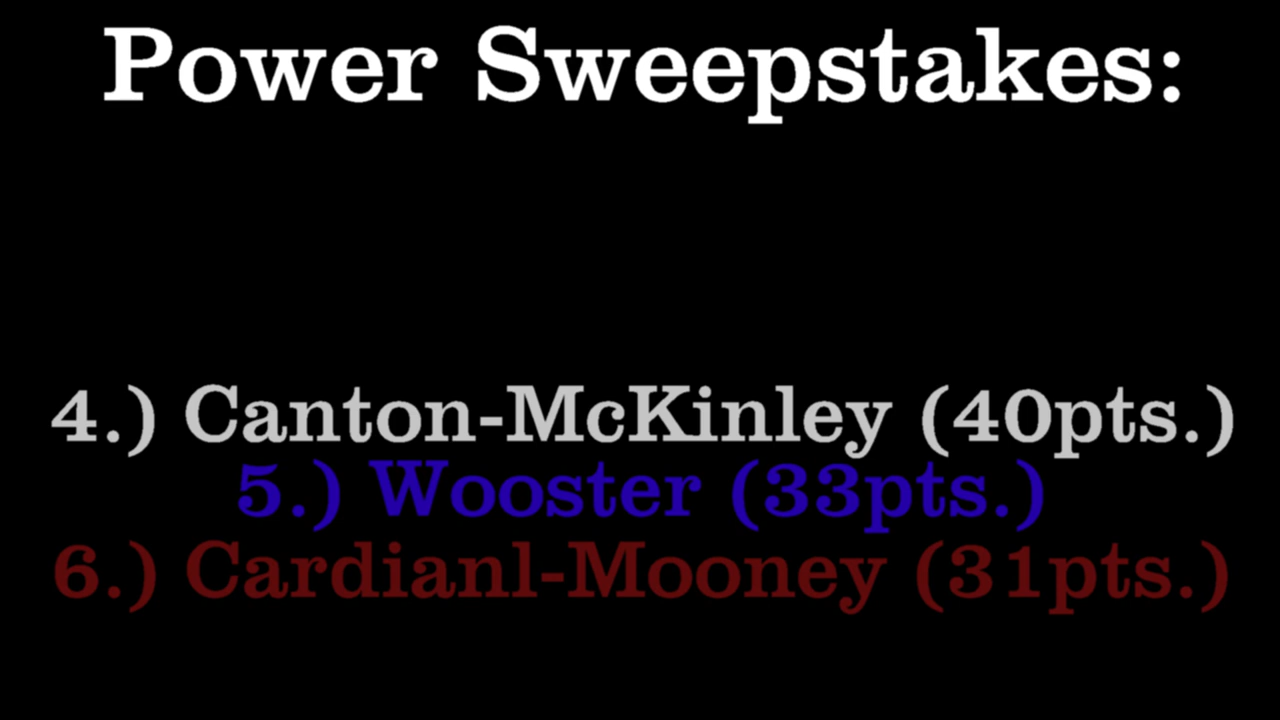 Power Sweepstakes:
4.) Canton-McKinley (40pts.)
5.) Wooster (33pts.)
6.) Cardianl-Mooney (31pts.)